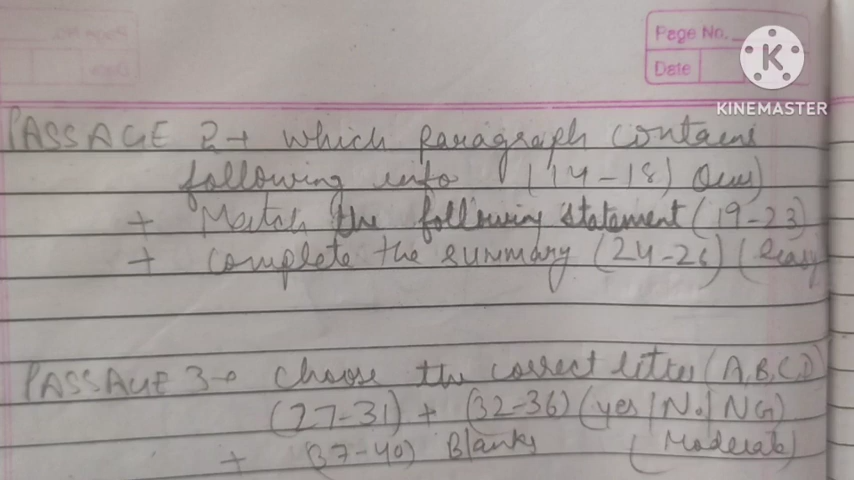 Page No.
Date
K
KINEMASTER
PASSAGE 2→ which paragraph contains
following info (14-18) Ques)
+ Match the following statement (19-23)
+ complete the summary (24-26) (easy
PASSAGE 3→ choose the correct letter (A,B,C,D)
(27-31) + (32-36) (yes|No|NG)
+ (37-40) Blanks (Moderate)